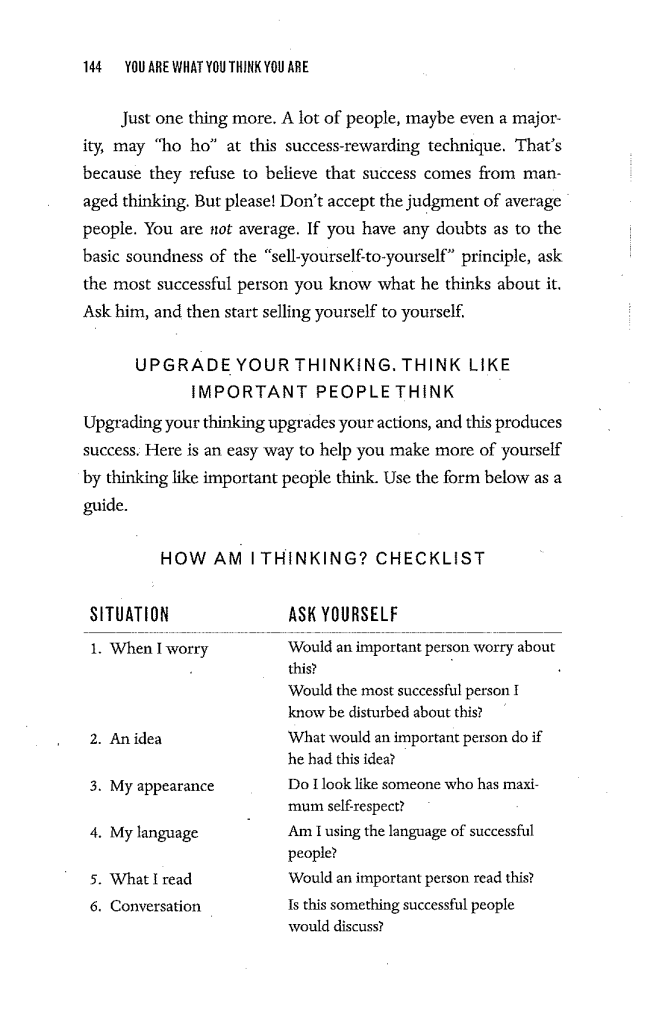 144 YOU ARE WHAT YOU THINK YOU ARE
Just one thing more. A lot of people, maybe even a major-
ity, may “ho ho” at this success-rewarding technique. That’s
because they refuse to believe that success comes from man-
aged thinking. But please! Don’t accept the judgment of average
people. You are not average. If you have any doubts as to the
basic soundness of the “sell-yourself-to-yourself” principle, ask
the most successful person you know what he thinks about it.
Ask him, and then start selling yourself to yourself.
UPGRADE YOUR THINKING. THINK LIKE
IMPORTANT PEOPLE THINK
Upgrading your thinking upgrades your actions, and this produces
success. Here is an easy way to help you make more of yourself
by thinking like important people think. Use the form below as a
guide.
HOW AM I THINKING? CHECKLIST
SITUATION ASK YOURSELF
1. When I worry Would an important person worry about
this?
Would the most successful person I
know be disturbed about this?
2. An idea What would an important person do if
he had this idea?
3. My appearance Do I look like someone who has maxi-
mum self-respect?
4. My language Am I using the language of successful
people?
5. What I read Would an important person read this?
6. Conversation Is this something successful people
would discuss?